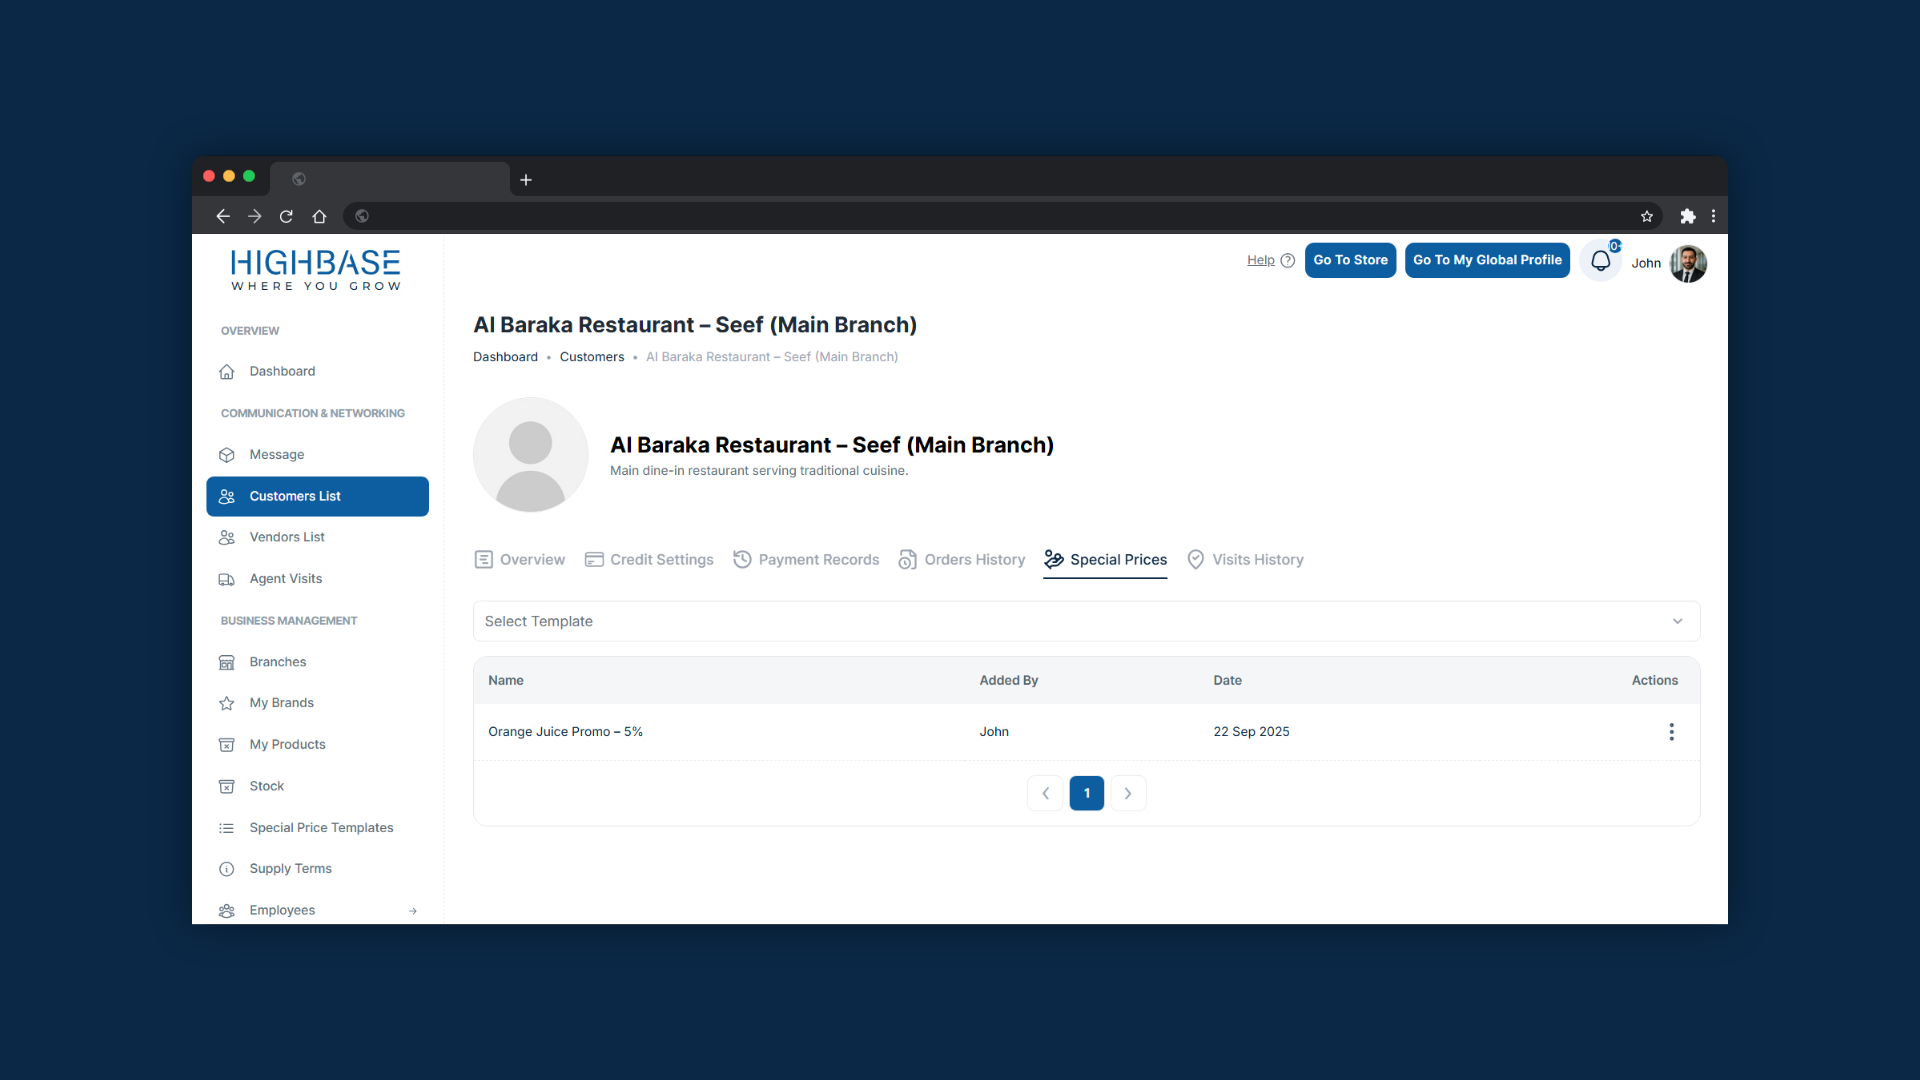 HIGHBASE
WHERE YOU GROW
Help
Go To Store
Go To My Global Profile
John
OVERVIEW
Dashboard
COMMUNICATION & NETWORKING
Message
Customers List
Vendors List
Agent Visits
BUSINESS MANAGEMENT
Branches
My Brands
My Products
Stock
Special Price Templates
Supply Terms
Employees
Al Baraka Restaurant – Seef (Main Branch)
Dashboard • Customers • Al Baraka Restaurant – Seef (Main Branch)
Al Baraka Restaurant – Seef (Main Branch)
Main dine-in restaurant serving traditional cuisine.
Overview Credit Settings Payment Records Orders History Special Prices Visits History
Select Template
Name Added By Date Actions
Orange Juice Promo – 5% John 22 Sep 2025
1